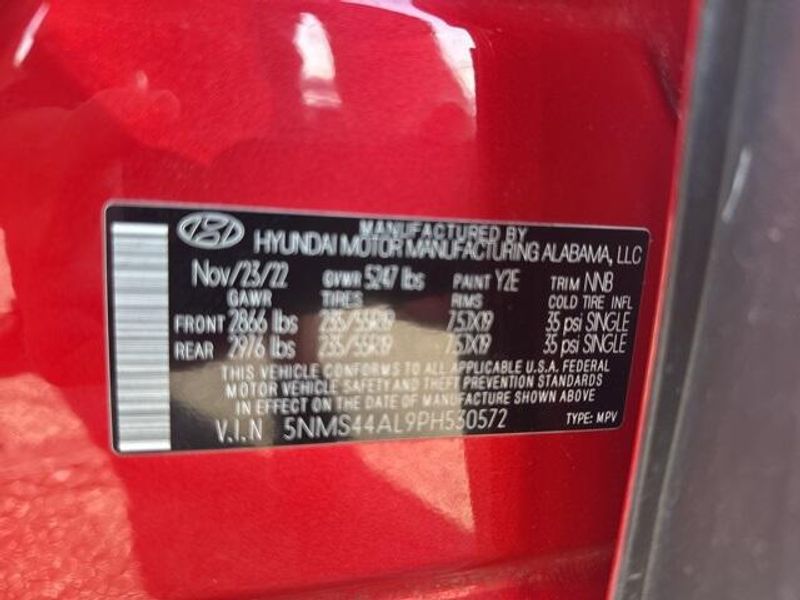 MANUFACTURED BY
HYUNDAI MOTOR MANUFACTURING ALABAMA, LLC
Nov/23/22 GVWR 5247 lbs PAINT Y2E TRIM NNB
GAWR TIRES RIMS COLD TIRE INFL
FRONT 2866 lbs 235/55R19 7.5JX19 35 psi SINGLE
REAR 2976 lbs 235/55R19 7.5JX19 35 psi SINGLE
THIS VEHICLE CONFORMS TO ALL APPLICABLE U.S.A. FEDERAL
MOTOR VEHICLE SAFETY AND THEFT PREVENTION STANDARDS
IN EFFECT ON THE DATE OF MANUFACTURE SHOWN ABOVE
V.I.N 5NMS44AL9PH530572 TYPE: MPV